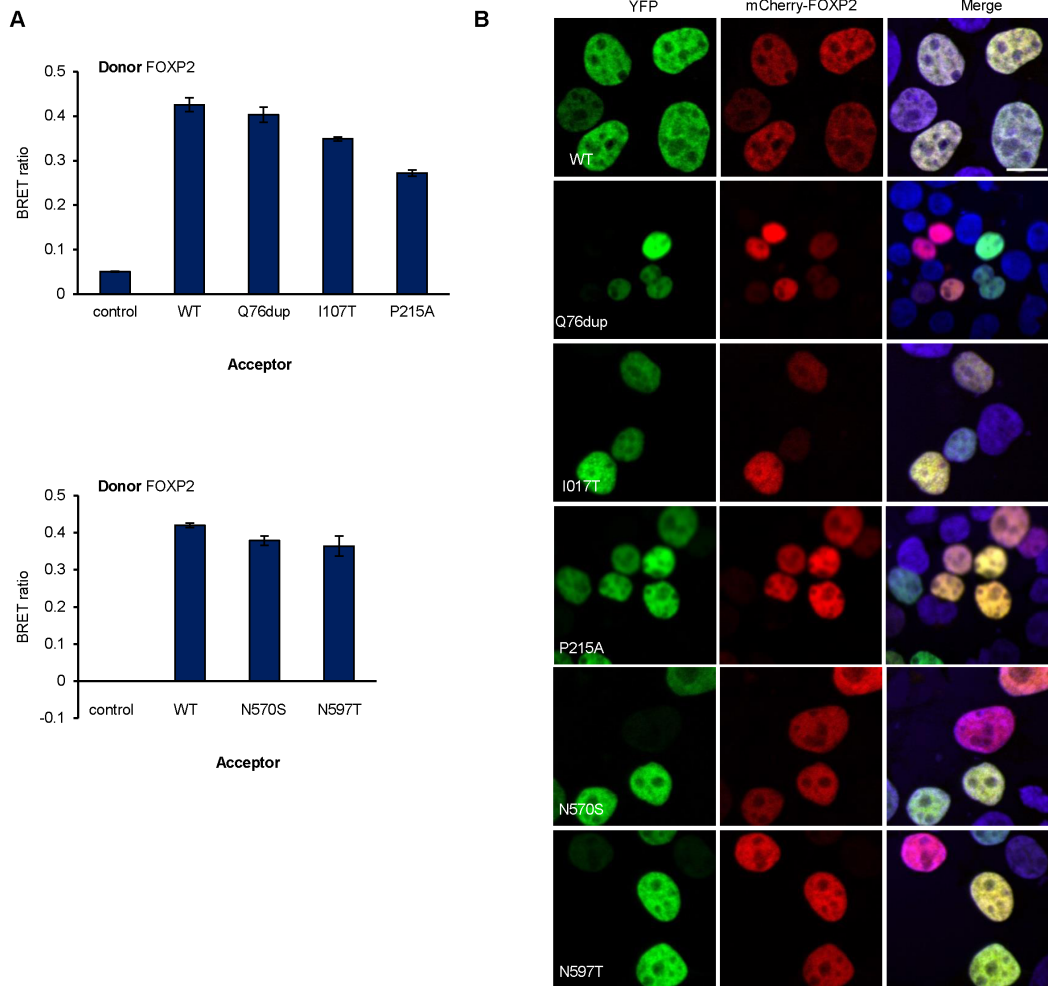 A
Donor FOXP2
0.5
0.4
0.3
0.2
0.1
0
BRET ratio
control WT Q76dup I107T P215A
Acceptor
Donor FOXP2
0.5
0.4
0.3
0.2
0.1
0
-0.1
BRET ratio
control WT N570S N597T
Acceptor
B
YFP mCherry-FOXP2 Merge
WT
Q76dup
I017T
P215A
N570S
N597T